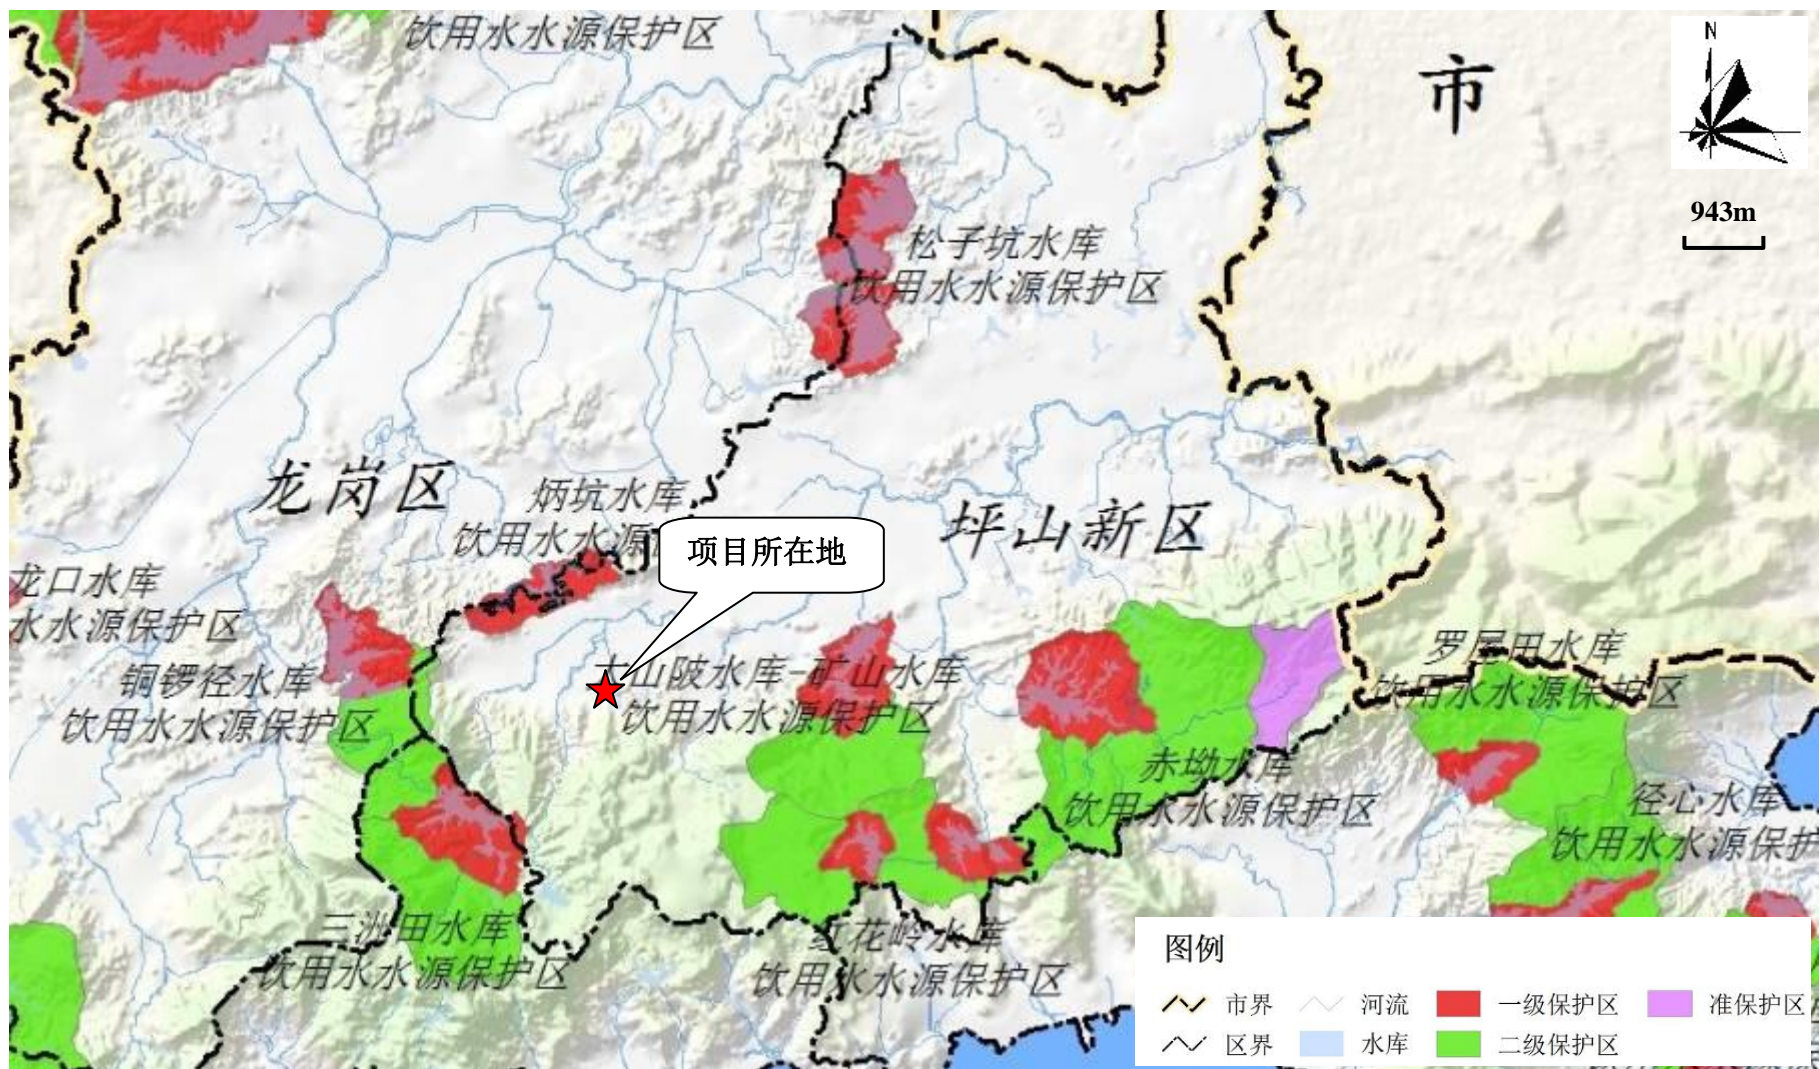 饮用水水源保护区
N
市
943m
松子坑水库
饮用水水源保护区
龙岗区
炳坑水库
饮用水水源
坪山新区
项目所在地
龙口水库
水水源保护区
铜锣径水库
饮用水水源保护区
大山陂水库-矿山水库
饮用水水源保护区
罗屋田水库
饮用水水源保护区
赤坳水库
饮用水水源保护区
径心水库
饮用水水源保护
三洲田水库
饮用水水源保护区
红花岭水库
饮用水水源保护区
图例
市界 河流 一级保护区 准保护区
区界 水库 二级保护区